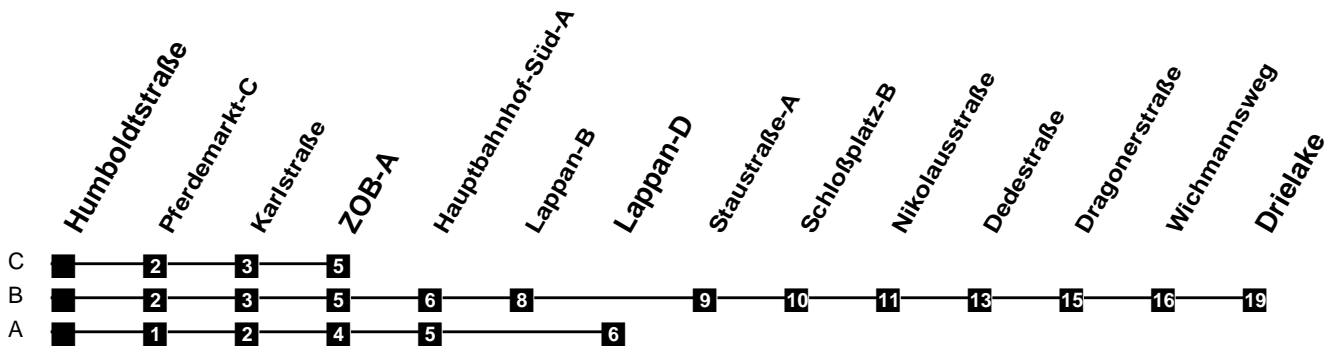 Humboldtstraße
Pferdemarkt-C
Karlstraße
ZOB-A
Hauptbahnhof-Süd-A
Lappan-B
Lappan-D
Staustraße-A
Schloßplatz-B
Nikolausstraße
Dedestraße
Dragonerstraße
Wichmannsweg
Drielake
C 2 3 5
B 2 3 5 6 8 9 10 11 13 15 16 19
A 1 2 4 5 6